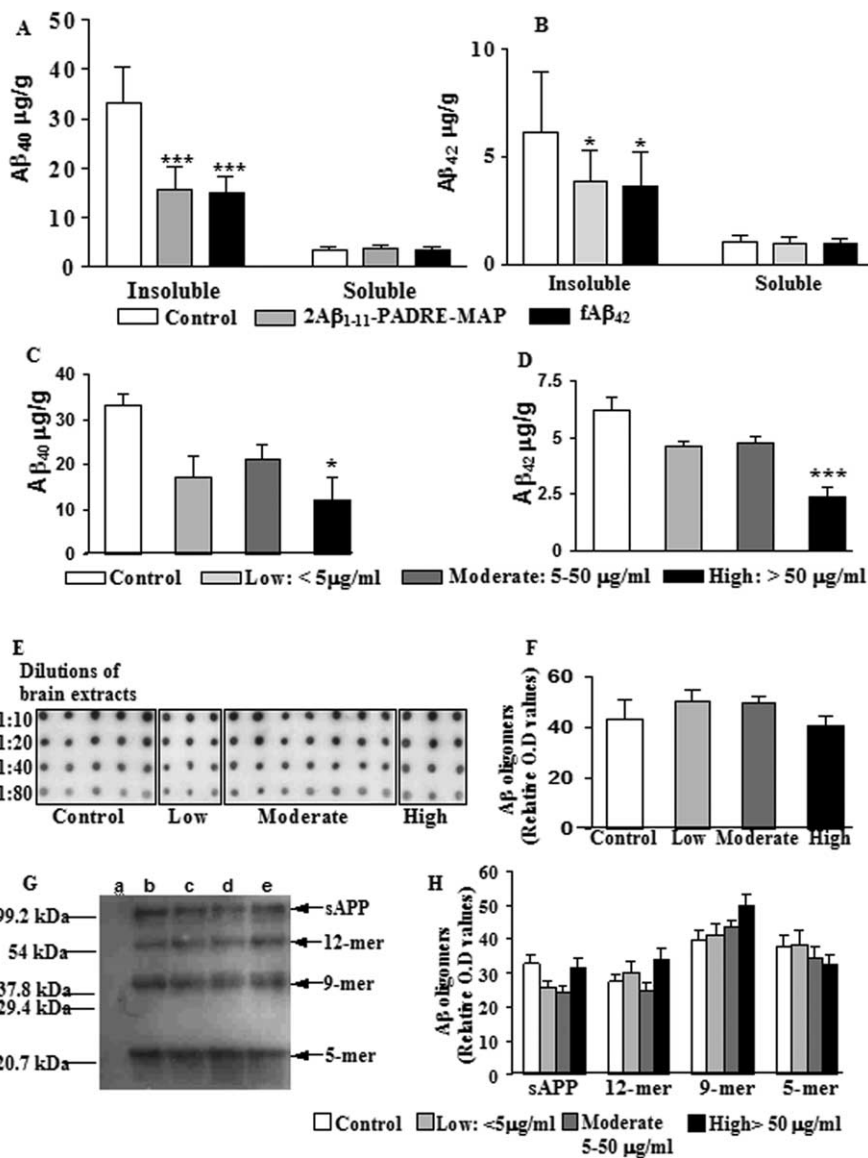 A
B
Aβ40 µg/g
50
40
30
20
10
0
***
***
Insoluble
Soluble
Aβ42 µg/g
10
5
0
*
*
Insoluble
Soluble
Control
2Aβ1-11-PADRE-MAP
fAβ42
C
D
Aβ40 µg/g
40
30
20
10
0
*
Aβ42 µg/g
7.5
5
2.5
0
***
Control
Low: < 5µg/ml
Moderate: 5-50 µg/ml
High: > 50 µg/ml
E
Dilutions of
brain extracts
1:10
1:20
1:40
1:80
Control
Low
Moderate
High
F
Aβ oligomers
(Relative O.D values)
60
40
20
0
Control
Low
Moderate
High
G
a
b
c
d
e
99.2 kDa
54 kDa
37.8 kDa
29.4 kDa
20.7 kDa
sAPP
12-mer
9-mer
5-mer
H
Aβ oligomers
(Relative O.D values)
60
50
40
30
20
10
0
sAPP
12-mer
9-mer
5-mer
Control
Low: <5µg/ml
Moderate
5-50 µg/ml
High> 50 µg/ml